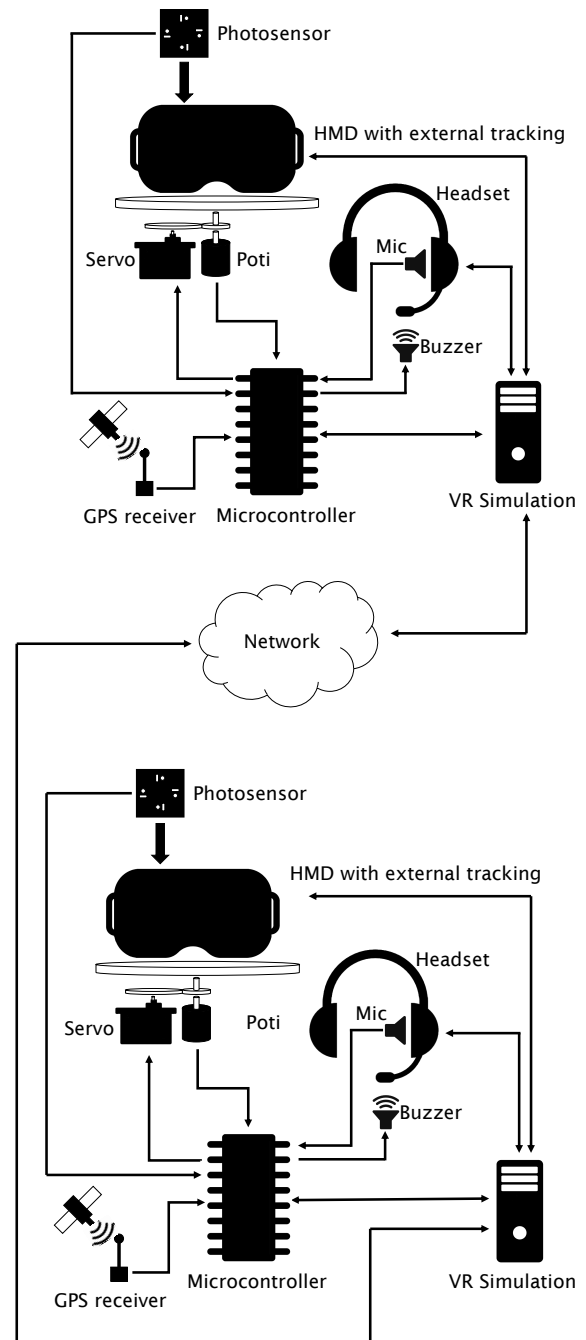 Photosensor
HMD with external tracking
Headset
Mic
Servo
Poti
Buzzer
GPS receiver
Microcontroller
VR Simulation
Network
Photosensor
HMD with external tracking
Headset
Mic
Servo
Poti
Buzzer
GPS receiver
Microcontroller
VR Simulation